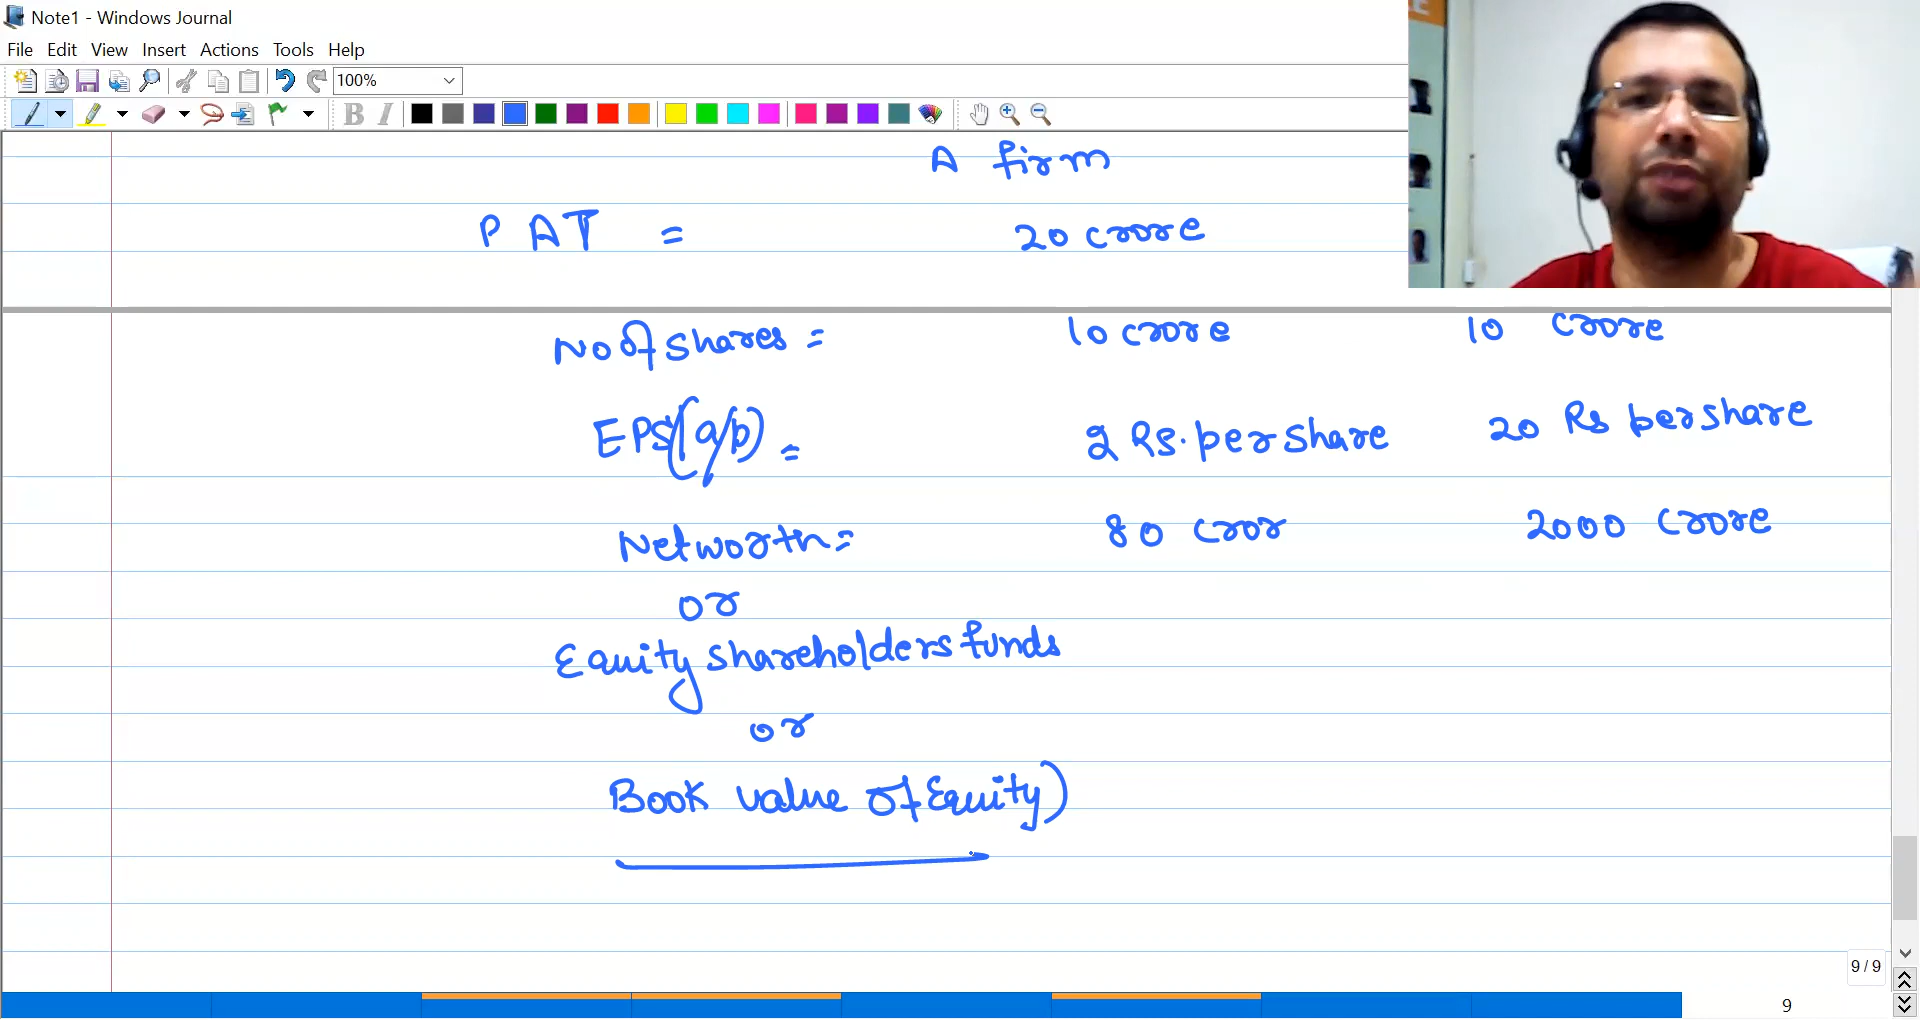 Note1 - Windows Journal
File Edit View Insert Actions Tools Help
100%
B I
A firm
PAT = 20 crore
No of shares = 10 crore 10 crore
EPS (a/b) = 2 Rs. per share 20 Rs per share
Networth = 80 cror 2000 crore
or
Equity shareholders funds
or
Book value of Equity)
9 / 9
9